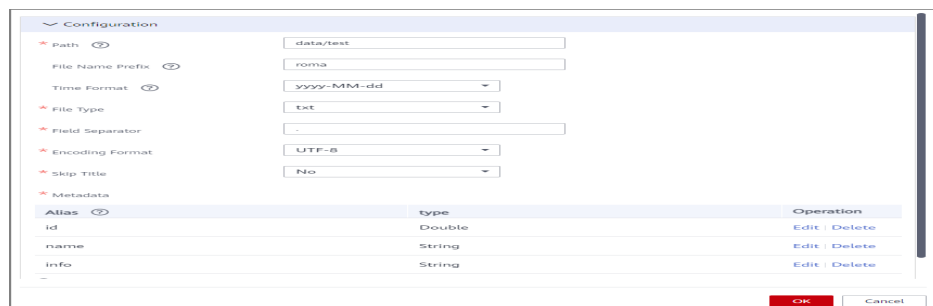 Configuration
* Path ? data/test
File Name Prefix ? roma
Time Format ? yyyy-MM-dd
* File Type txt
* Field Separator
* Encoding Format UTF-8
* Skip Title No
* Metadata
Alias ? type Operation
id Double Edit | Delete
name String Edit | Delete
info String Edit | Delete
OK Cancel